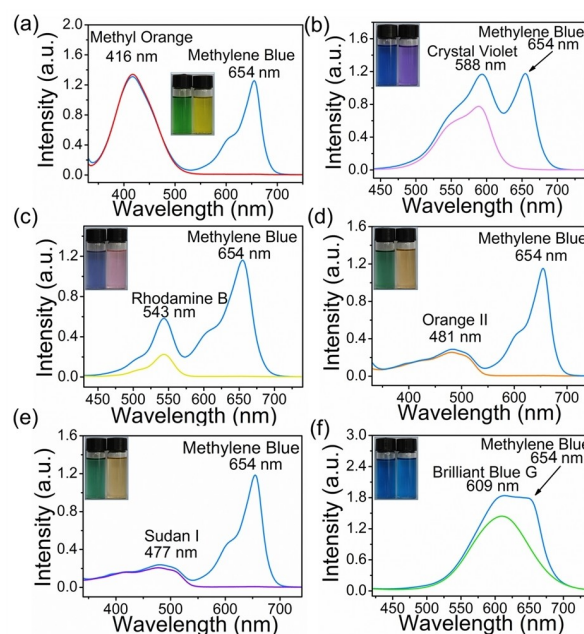 (a)
Methyl Orange
416 nm
Methylene Blue
654 nm
Intensity (a.u.)
2.0
1.6
1.2
0.8
0.4
0.0
400 500 600 700
Wavelength (nm)
(b)
Methylene Blue
654 nm
Crystal Violet
588 nm
Intensity (a.u.)
1.8
1.2
0.6
0.0
450 500 550 600 650 700
Wavelength (nm)
(c)
Methylene Blue
654 nm
Rhodamine B
543 nm
Intensity (a.u.)
1.2
0.8
0.4
0.0
450 500 550 600 650 700
Wavelength (nm)
(d)
Methylene Blue
654 nm
Orange II
481 nm
Intensity (a.u.)
1.6
1.2
0.8
0.4
0.0
400 500 600 700
Wavelength (nm)
(e)
Methylene Blue
654 nm
Sudan I
477 nm
Intensity (a.u.)
1.6
1.2
0.8
0.4
0.0
400 500 600 700
Wavelength (nm)
(f)
Methylene Blue
654 nm
Brilliant Blue G
609 nm
Intensity (a.u.)
3.0
2.4
1.8
1.2
0.6
0.0
450 500 550 600 650 700
Wavelength (nm)